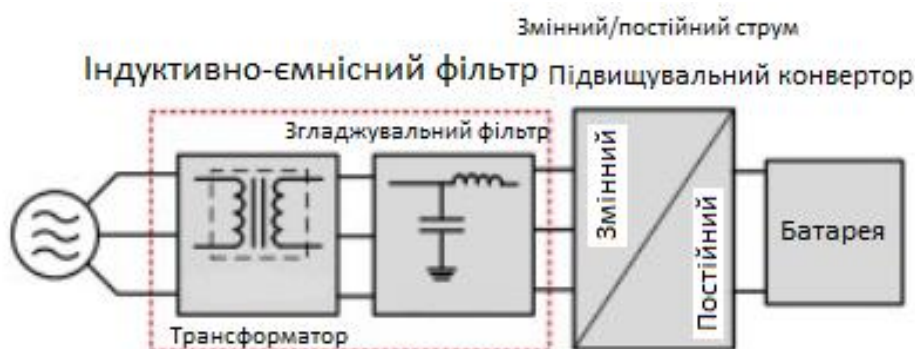 Змінний/постійний струм
Індуктивно-ємнісний фільтр
Підвищувальний конвертор
Згладжувальний фільтр
Змінний
Постійний
Батарея
Трансформатор